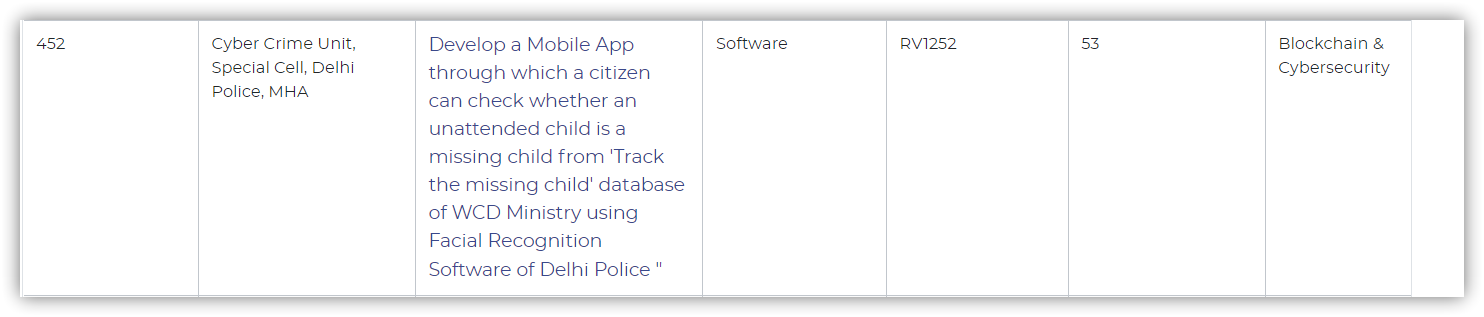 452
Cyber Crime Unit,
Special Cell, Delhi
Police, MHA
Develop a Mobile App
through which a citizen
can check whether an
unattended child is a
missing child from 'Track
the missing child' database
of WCD Ministry using
Facial Recognition
Software of Delhi Police "
Software
RV1252
53
Blockchain &
Cybersecurity